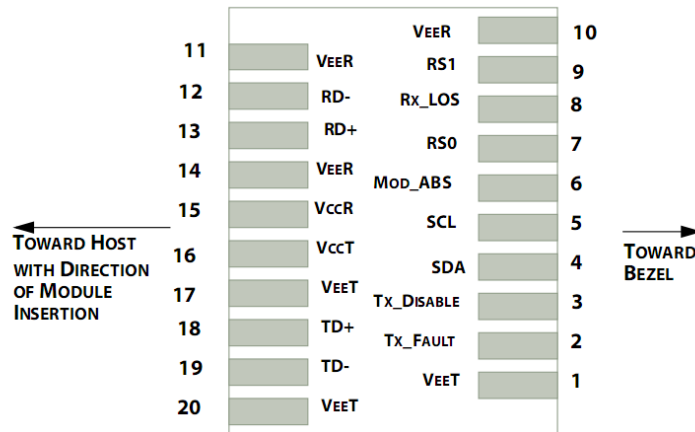 VEER 10
11 VEER
RS1 9
12 RD-
RX_LOS 8
13 RD+
RS0 7
14 VEER
MOD_ABS 6
15 VCCR
SCL 5
TOWARD HOST
WITH DIRECTION
OF MODULE
INSERTION
16 VCCT
SDA 4
TOWARD
BEZEL
17 VEET
TX_DISABLE 3
18 TD+
TX_FAULT 2
19 TD-
VEET 1
20 VEET